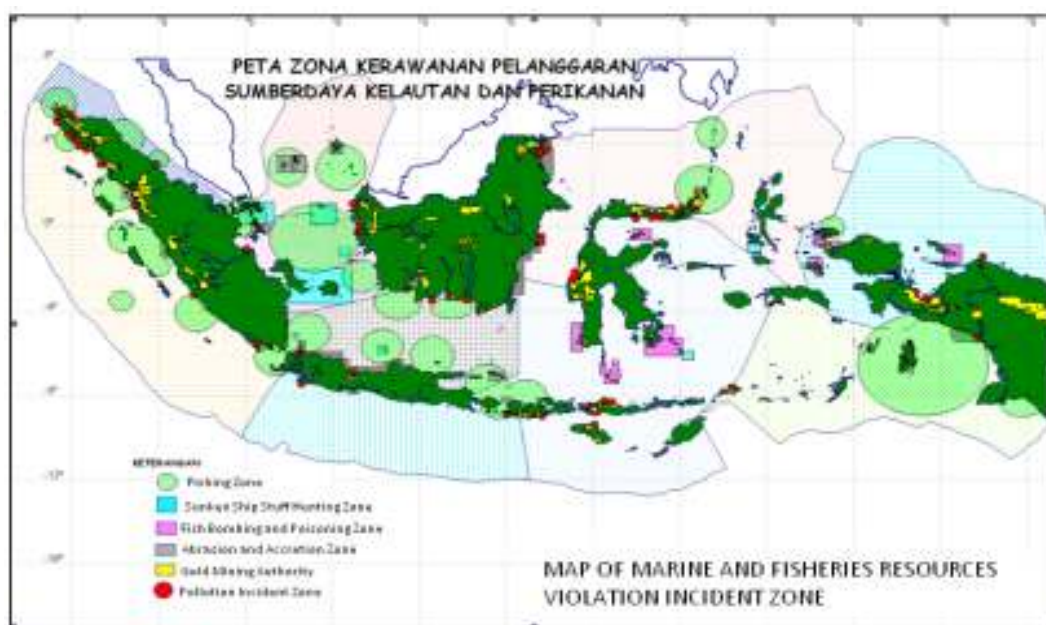 PETA ZONA KERAWANAN PELANGGARAN
SUMBERDAYA KELAUTAN DAN PERIKANAN
KETERANGAN
Fishing Zone
Sunken Ship Stuff Hunting Zone
Fish Bombing and Poisoning Zone
Abrasion and Accretion Zone
Gold Mining Authority
Pollution Incident Zone
MAP OF MARINE AND FISHERIES RESOURCES
VIOLATION INCIDENT ZONE